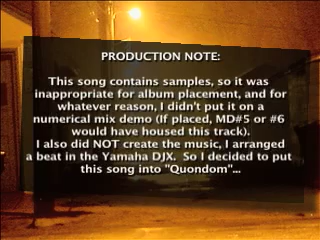 PRODUCTION NOTE:
This song contains samples, so it was
inappropriate for album placement, and for
whatever reason, I didn't put it on a
numerical mix demo (If placed, MD#5 or #6
would have housed this track).
I also did NOT create the music, I arranged
a beat in the Yamaha DJX.  So I decided to put
this song into "Quondom"...